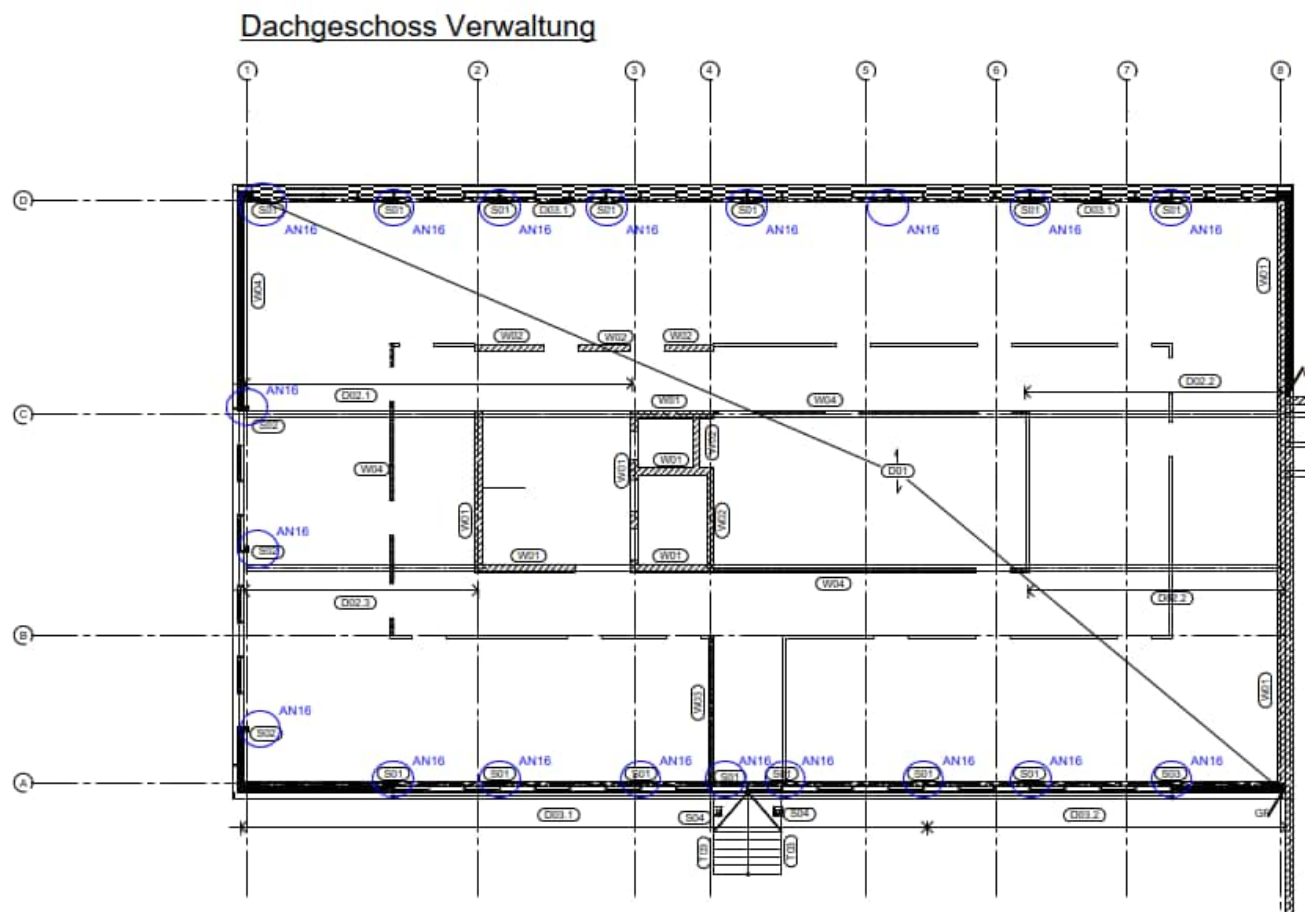 Dachgeschoss Verwaltung
1 2 3 4 5 6 7 8
D
S01 S01 S01 D03.1 S01 S01 S01 D03.1 S01
AN16 AN16 AN16 AN16 AN16 AN16 AN16 AN16
W04 W01
W02 W02 W02
D02.1 D02.2
AN16
W01 W04
C
S02
W02
W04 W01 W01 D01
W01 W02
AN16
S02
W01 W01
W04
D02.3 D02.2
B
W03 W01
AN16
S02
AN16 AN16 AN16 AN16 AN16 AN16 AN16 AN16
A
S01 S01 S01 S01 S01 S01 S01 S03
D03.1 S04 S04 D03.2
T03 T03